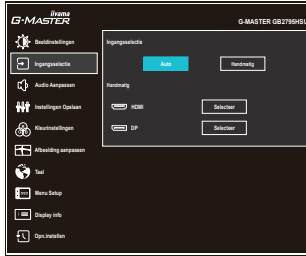 iiyama
G-MASTER
G-MASTER GB2795HSU
Beeldinstellingen
Ingangsselectie
Audio Aanpassen
Instellingen Opslaan
Kleurinstellingen
Afbeelding aanpassen
Taal
Menu Setup
Display info
Opn.instellen
Ingangsselectie
Auto
Handmatig
Handmatig
HDMI
Selecteer
DP
Selecteer